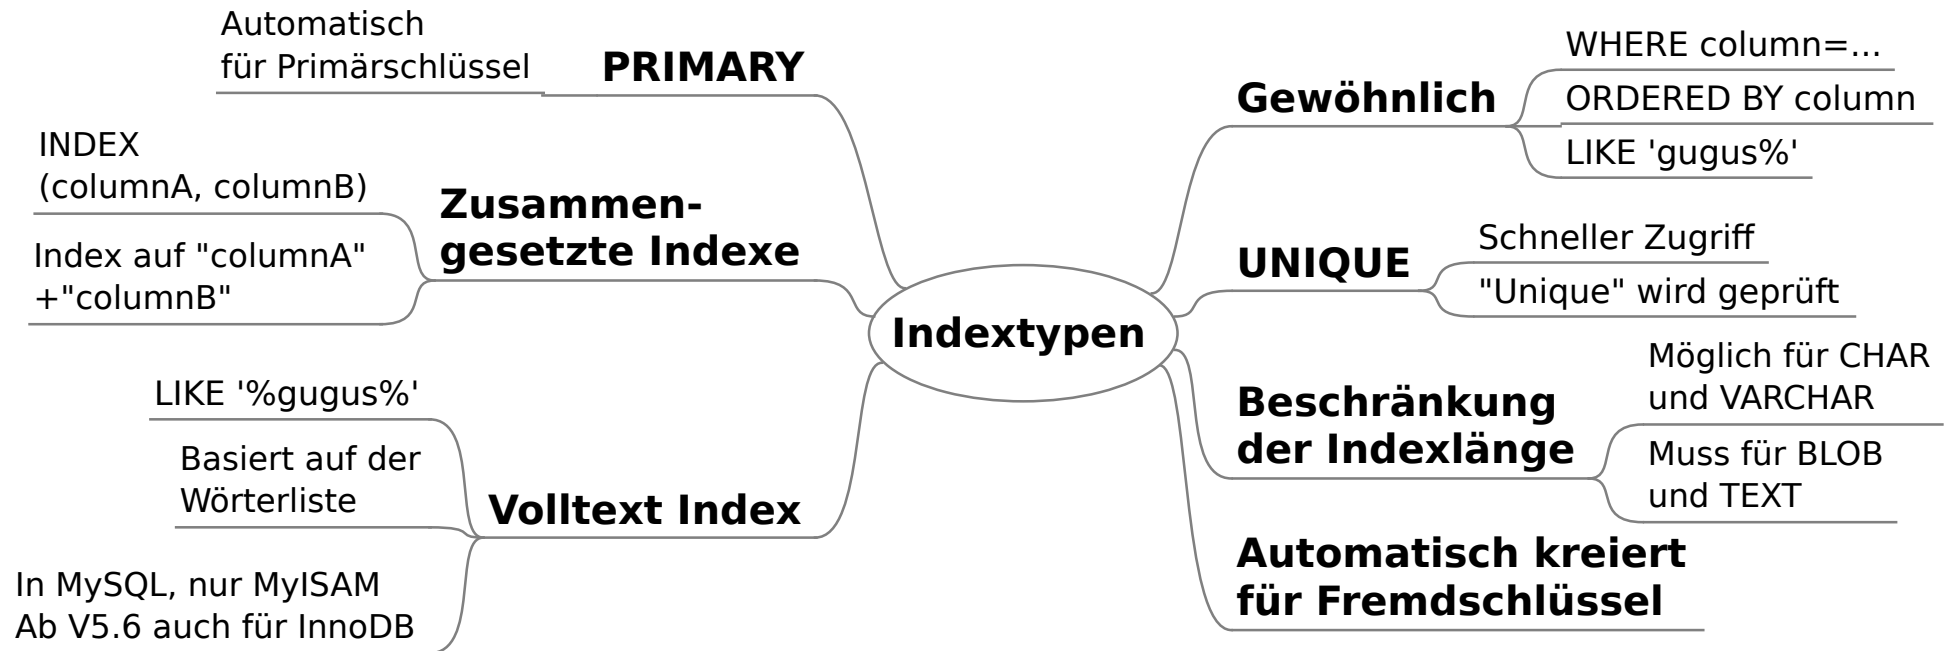 Automatisch
für Primärschlüssel
PRIMARY
INDEX
(columnA, columnB)
Index auf "columnA"
+"columnB"
Zusammen-
gesetzte Indexe
LIKE '%gugus%'
Basiert auf der
Wörterliste
In MySQL, nur MyISAM
Ab V5.6 auch für InnoDB
Volltext Index
Indextypen
Gewöhnlich
WHERE column=...
ORDERED BY column
LIKE 'gugus%'
UNIQUE
Schneller Zugriff
"Unique" wird geprüft
Beschränkung
der Indexlänge
Möglich für CHAR
und VARCHAR
Muss für BLOB
und TEXT
Automatisch kreiert
für Fremdschlüssel